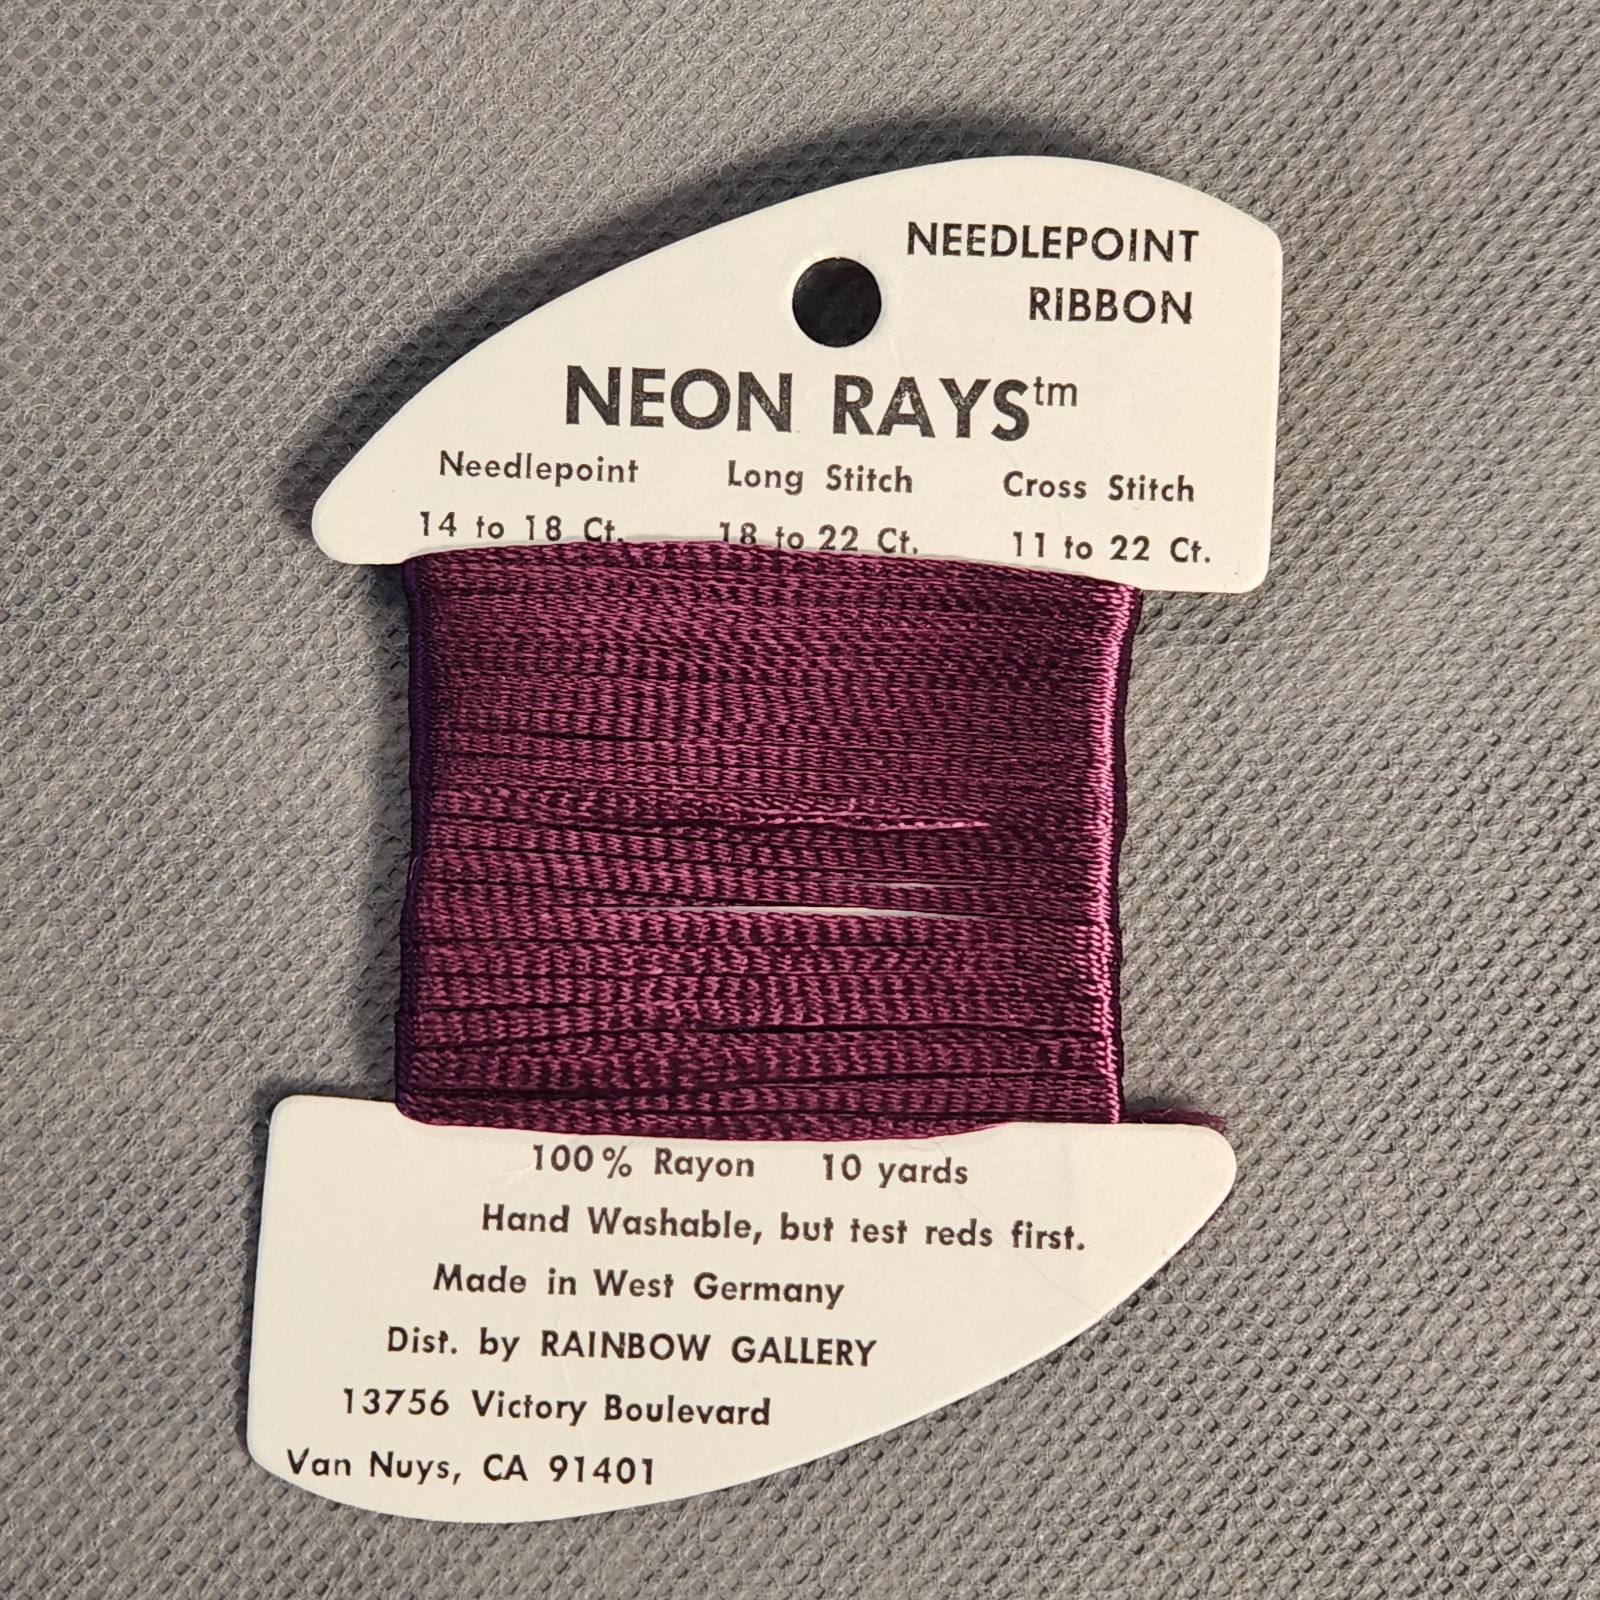 NEEDLEPOINT
RIBBON
NEON RAYS™
Needlepoint Long Stitch Cross Stitch
14 to 18 Ct. 18 to 22 Ct. 11 to 22 Ct.
100% Rayon 10 yards
Hand Washable, but test reds first.
Made in West Germany
Dist. by RAINBOW GALLERY
13756 Victory Boulevard
Van Nuys, CA 91401